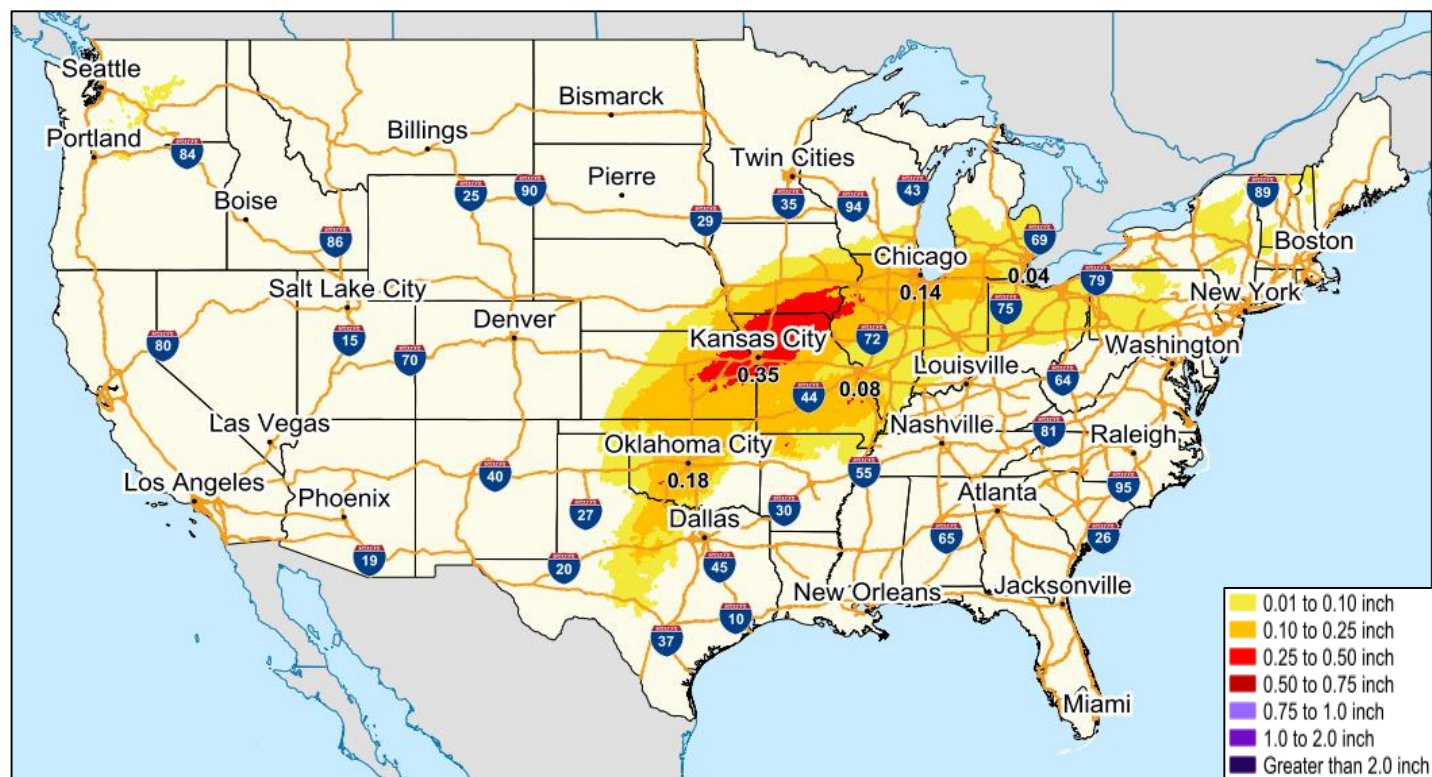 Seattle
Bismarck
Portland
Billings
84
Twin Cities
Pierre
25
90
43
89
Boise
29
35
94
86
69
Boston
Chicago
0.04
Salt Lake City
0.14
79
New York
75
Denver
80
15
Kansas City
72
Washington
70
0.35
Louisville
64
44
0.08
Las Vegas
Nashville
81
Raleigh
Oklahoma City
40
0.18
55
Los Angeles
Phoenix
95
Atlanta
27
30
Dallas
65
26
19
20
45
New Orleans
Jacksonville
10
37
Miami
0.01 to 0.10 inch
0.10 to 0.25 inch
0.25 to 0.50 inch
0.50 to 0.75 inch
0.75 to 1.0 inch
1.0 to 2.0 inch
Greater than 2.0 inch